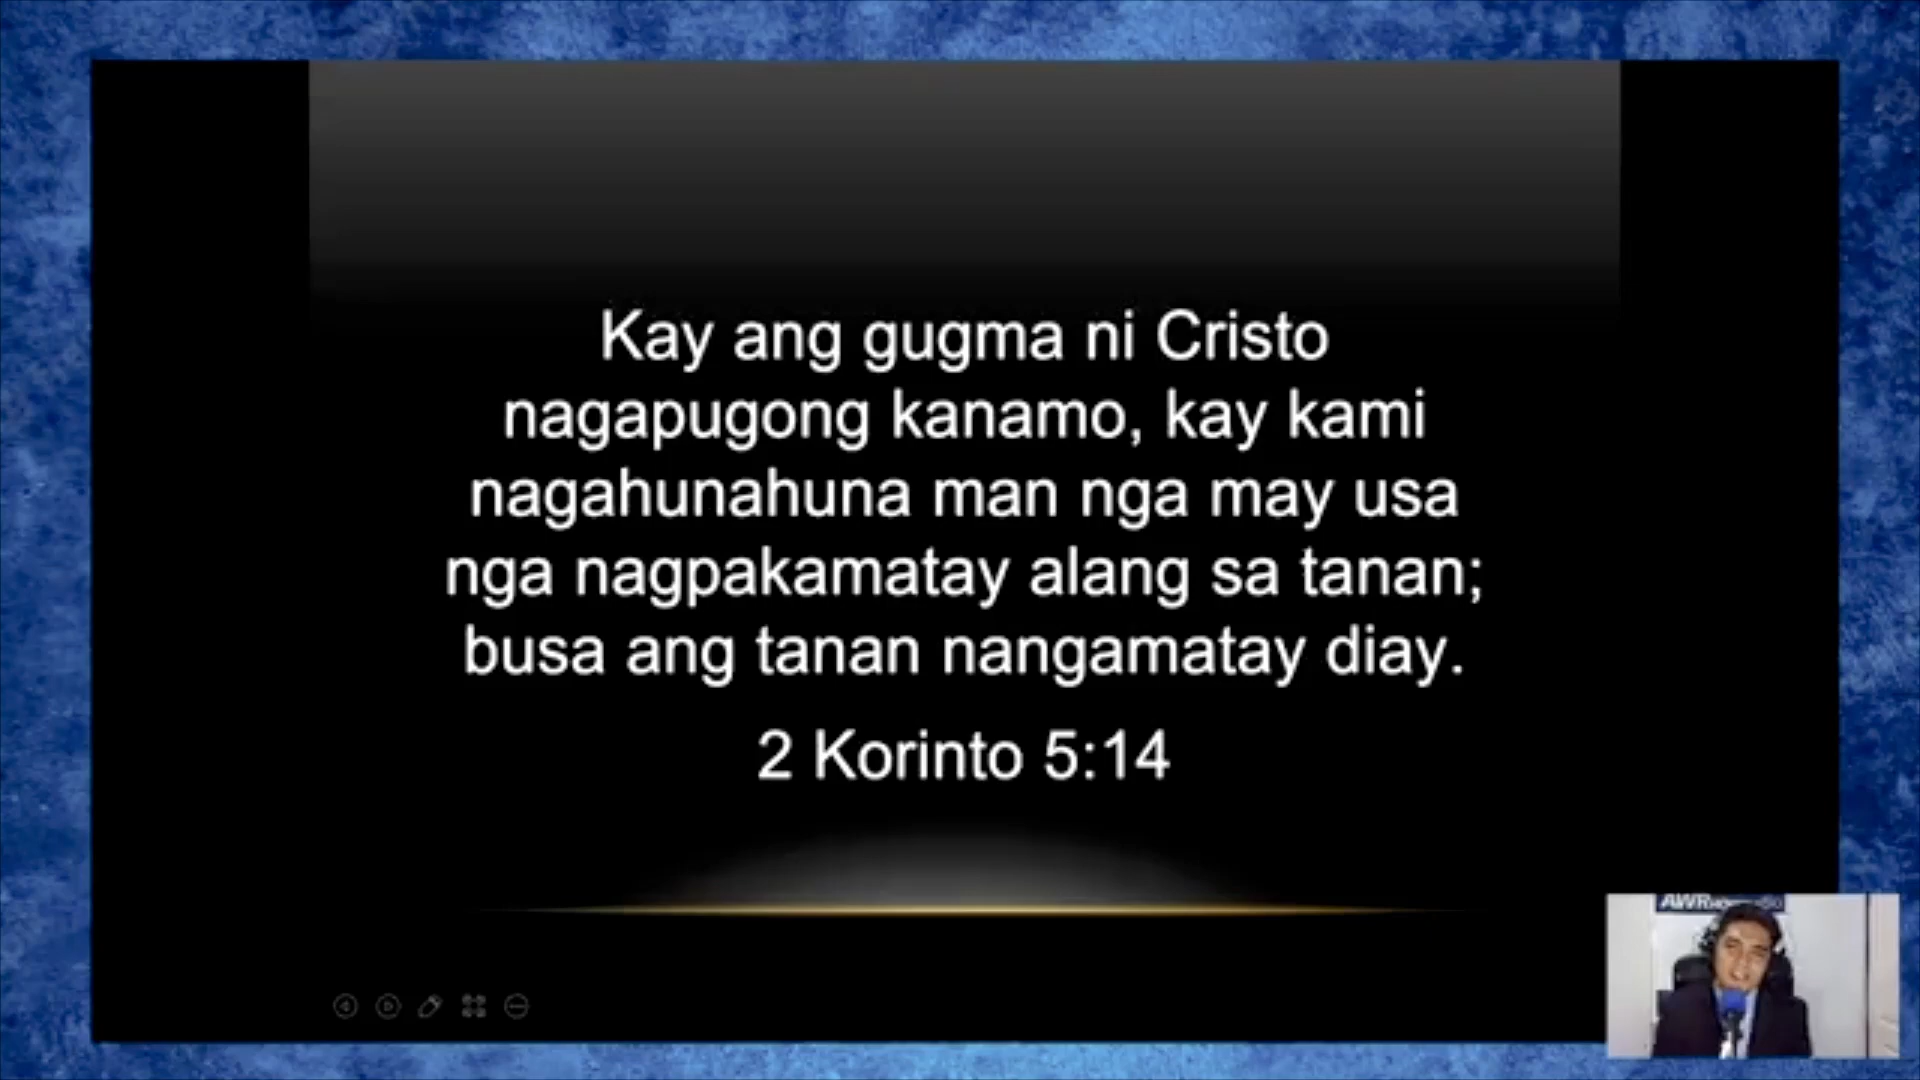 Kay ang gugma ni Cristo
nagapugong kanamo, kay kami
nagahunahuna man nga may usa
nga nagpakamatay alang sa tanan;
busa ang tanan nangamatay diay.
2 Korinto 5:14
AWR